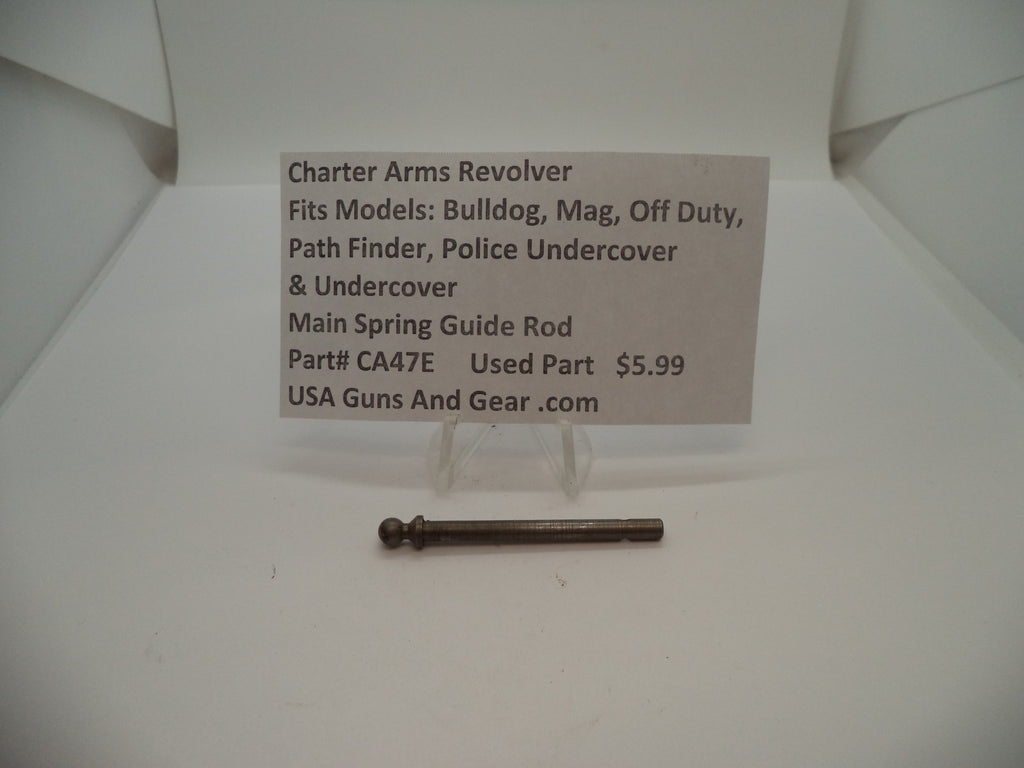 Charter Arms Revolver
Fits Models: Bulldog, Mag, Off Duty,
Path Finder, Police Undercover
& Undercover
Main Spring Guide Rod
Part# CA47E Used Part $5.99
USA Guns And Gear .com